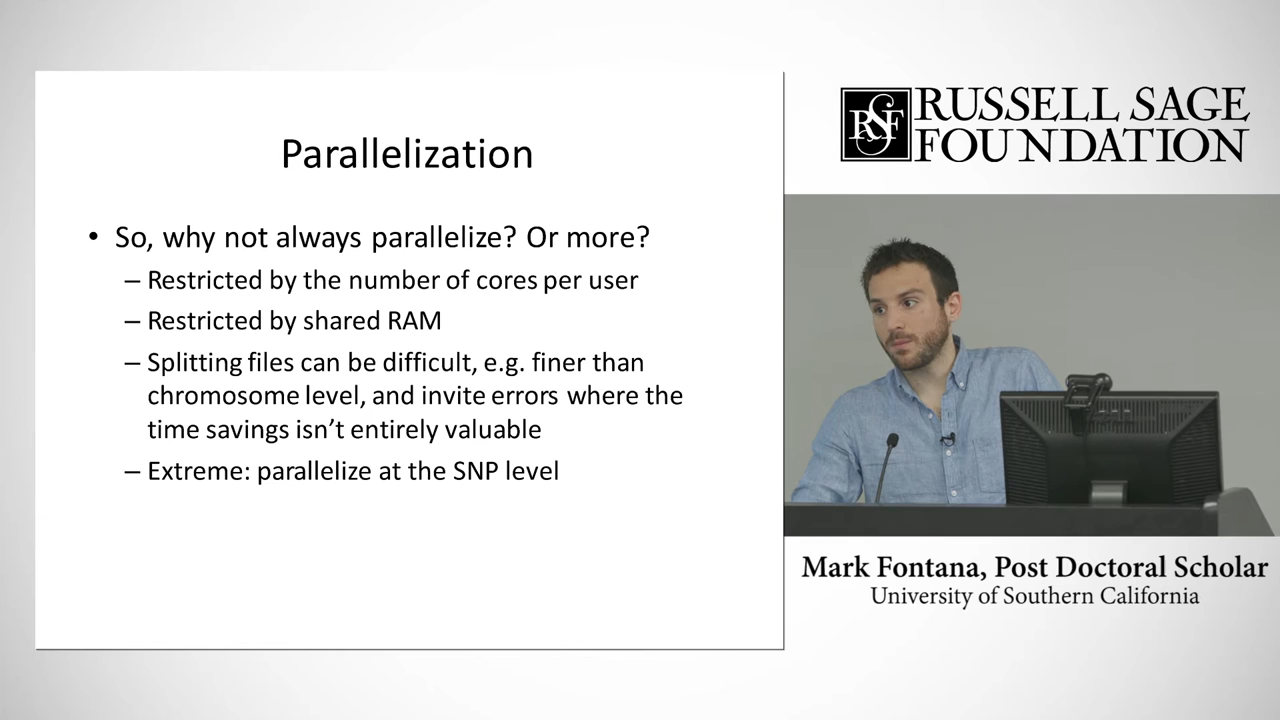 Parallelization
• So, why not always parallelize? Or more?
– Restricted by the number of cores per user
– Restricted by shared RAM
– Splitting files can be difficult, e.g. finer than
chromosome level, and invite errors where the
time savings isn’t entirely valuable
– Extreme: parallelize at the SNP level
RSF
RUSSELL SAGE
FOUNDATION
Mark Fontana, Post Doctoral Scholar
University of Southern California